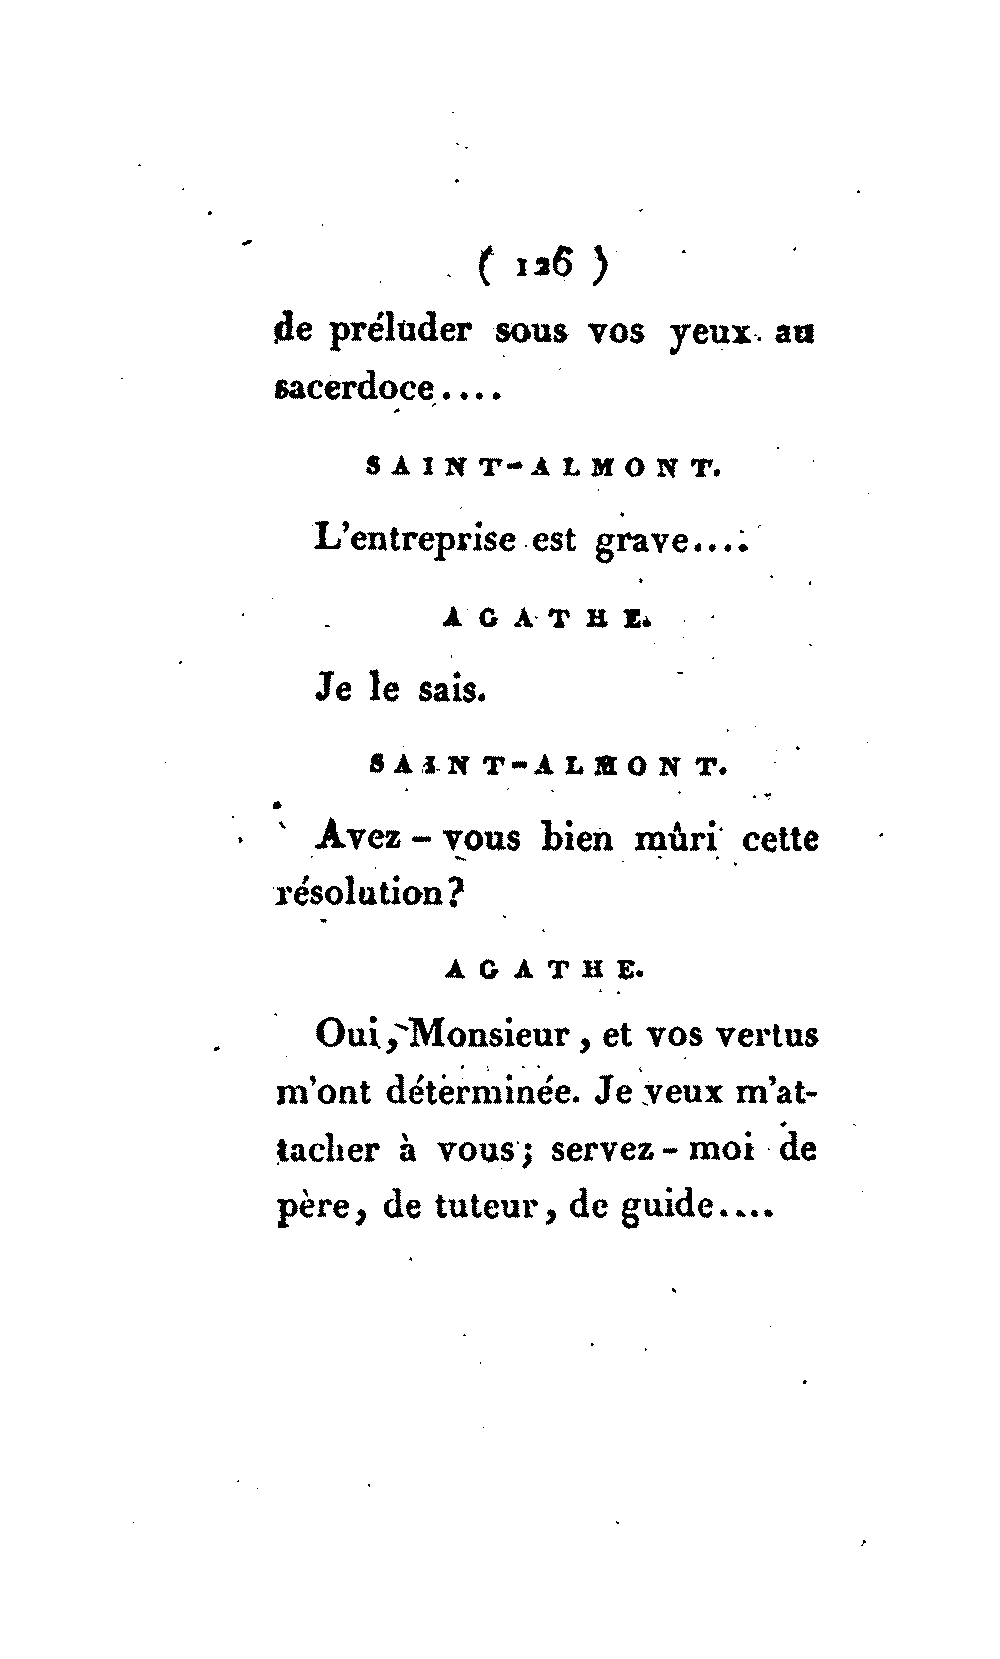 ( 126 )
de préluder sous vos yeux au
sacerdoce....
SAINT-ALMONT.
L'entreprise est grave....
AGATHE.
Je le sais.
SAINT-ALMONT.
Avez-vous bien mûri cette
résolution?
AGATHE.
Oui, Monsieur, et vos vertus
m'ont déterminée. Je veux m'at-
tacher à vous; servez-moi de
père, de tuteur, de guide....